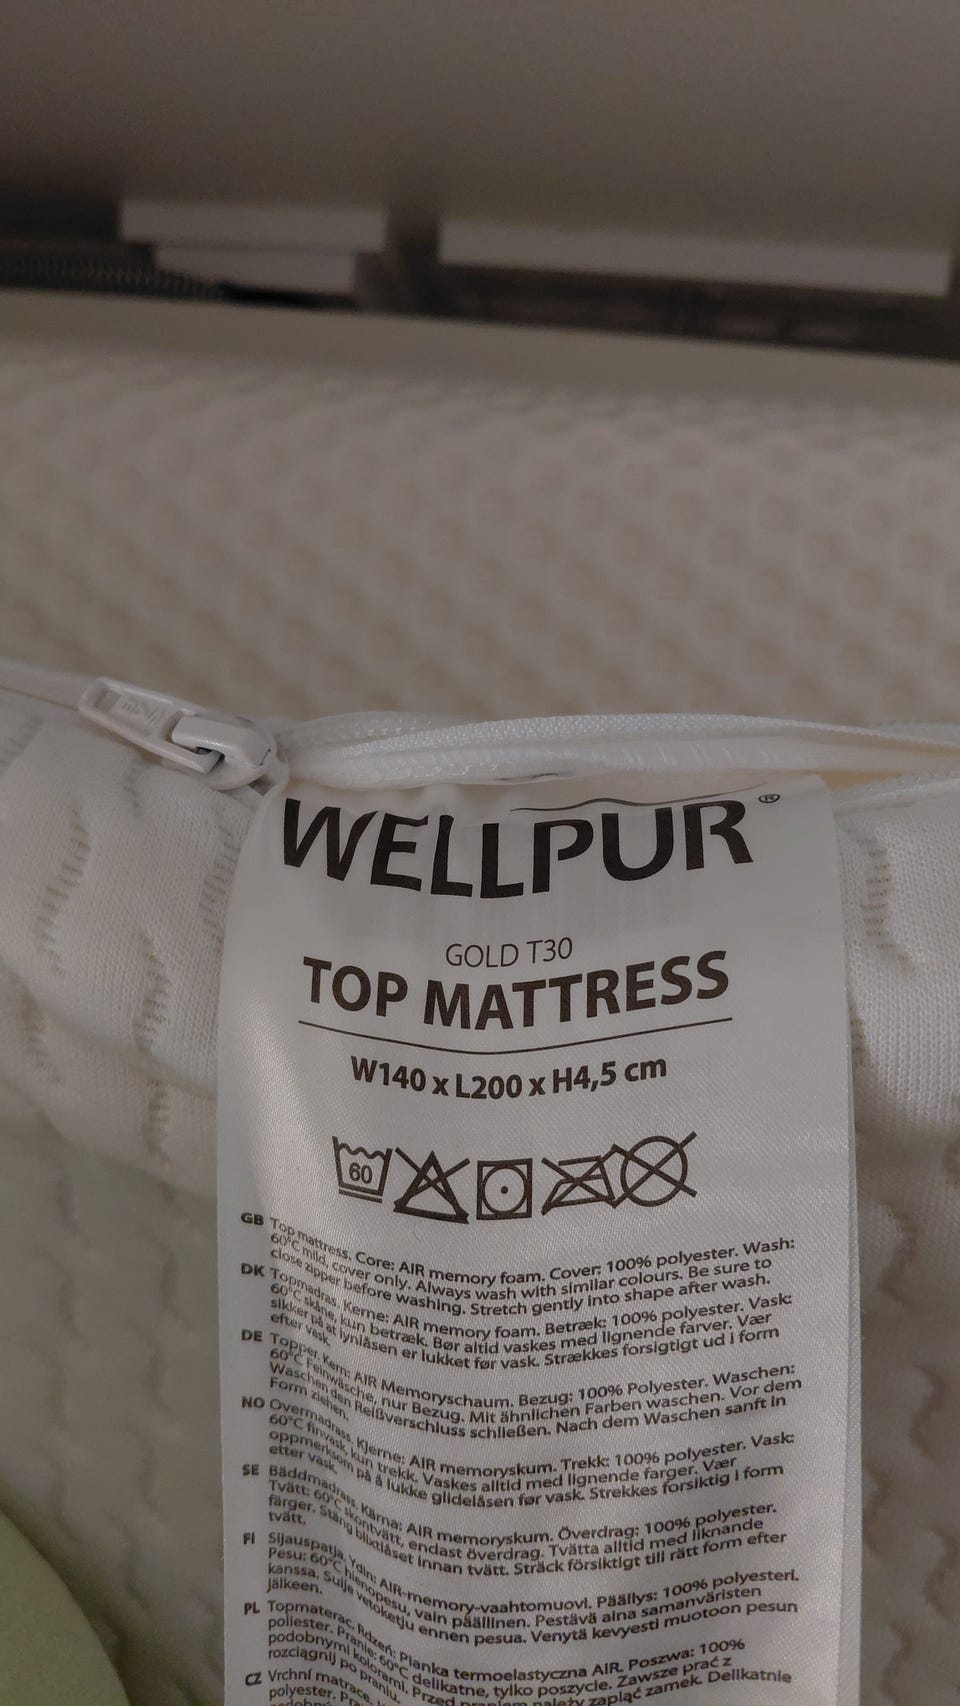 WELLPUR®
GOLD T30
TOP MATTRESS
W140 x L200 x H4,5 cm
60
GB Top mattress. Core: AIR memory foam. Cover: 100% polyester. Wash:
60°C mild, cover only. Always wash with similar colours. Be sure to
close zipper before washing. Stretch gently into shape after wash.
DK Topmadras. Kerne: AIR memory foam. Betræk: 100% polyester. Vask:
60°C skåne, kun betræk. Bør altid vaskes med lignende farver. Vær
sikker på at lynlåsen er lukket før vask. Strækkes forsigtigt ud i form
efter vask.
DE Topper. Kern: AIR Memoryschaum. Bezug: 100% Polyester. Waschen:
60°C Feinwäsche, nur Bezug. Mit ähnlichen Farben waschen. Vor dem
Waschen den Reißverschluss schließen. Nach dem Waschen sanft in
Form ziehen.
NO Overmadrass. Kjerne: AIR memoryskum. Trekk: 100% polyester. Vask:
60°C finvask, kun trekk. Vaskes alltid med lignende farger. Vær
oppmerksom på å lukke glidelåsen før vask. Strekkes forsiktig i form
etter vask.
SE Bäddmadrass. Kärna: AIR memoryskum. Överdrag: 100% polyester.
Tvätt: 60°C skontvätt, endast överdrag. Tvätta alltid med liknande
färger. Stäng blixtlåset innan tvätt. Sträck försiktigt till rätt form efter
tvätt.
FI Sijauspatja. Ydin: AIR-memory-vaahtomuovi. Päällys: 100% polyesteri.
Pesu: 60°C hienopesu, vain päällinen. Pestävä aina samanväristen
kanssa. Sulje vetoketju ennen pesua. Venytä kevyesti muotoon pesun
jälkeen.
PL Topmaterac. Rdzeń: Pianka termoelastyczna AIR. Poszwa: 100%
poliester. Pranie: 60°C delikatne, tylko poszycie. Zawsze prać z
podobnymi kolorami. Przed praniem należy zapiąć zamek. Delikatnie
rozciągnij po praniu.
CZ Vrchní matrace.
polyester.